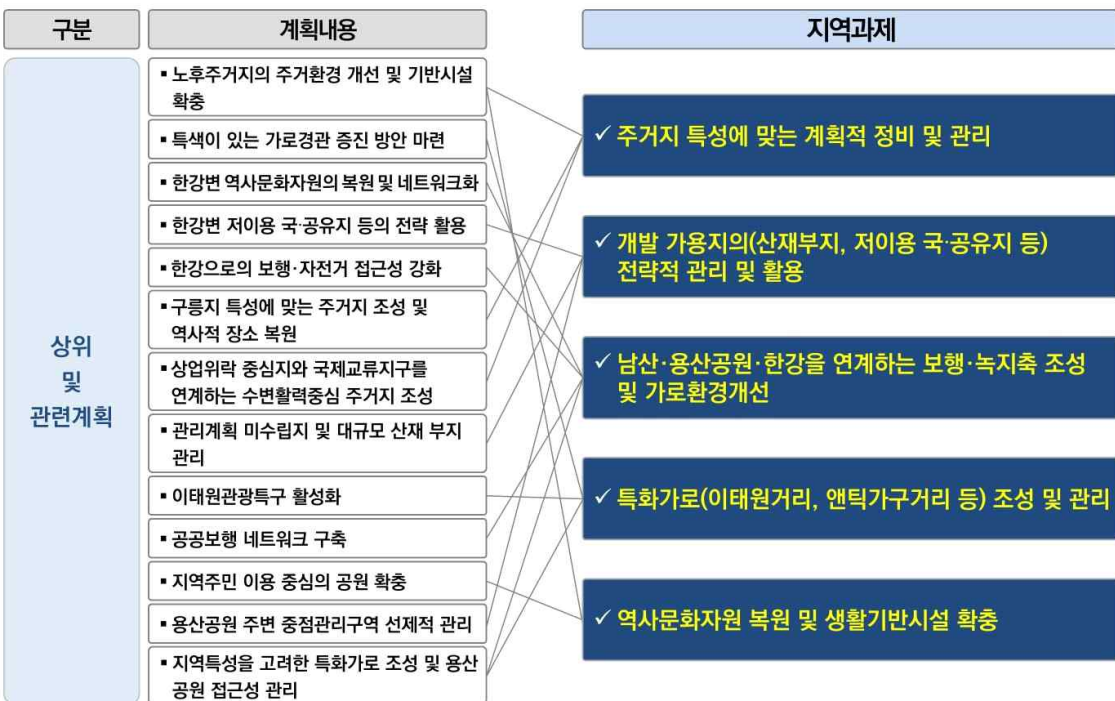 구분
계획내용
지역과제
상위
및
관련계획
▪ 노후주거지의 주거환경 개선 및 기반시설
확충
▪ 특색이 있는 가로경관 증진 방안 마련
▪ 한강변 역사문화자원의 복원 및 네트워크화
▪ 한강변 저이용 국·공유지 등의 전략 활용
▪ 한강으로의 보행·자전거 접근성 강화
▪ 구릉지 특성에 맞는 주거지 조성 및
역사적 장소 복원
▪ 상업위락 중심지와 국제교류지구를
연계하는 수변활력중심 주거지 조성
▪ 관리계획 미수립지 및 대규모 산재 부지
관리
▪ 이태원관광특구 활성화
▪ 공공보행 네트워크 구축
▪ 지역주민 이용 중심의 공원 확충
▪ 용산공원 주변 중점관리구역 선제적 관리
▪ 지역특성을 고려한 특화가로 조성 및 용산
공원 접근성 관리
✓ 주거지 특성에 맞는 계획적 정비 및 관리
✓ 개발 가용지의(산재부지, 저이용 국·공유지 등)
전략적 관리 및 활용
✓ 남산·용산공원·한강을 연계하는 보행·녹지축 조성
및 가로환경개선
✓ 특화가로(이태원거리, 앤틱가구거리 등) 조성 및 관리
✓ 역사문화자원 복원 및 생활기반시설 확충